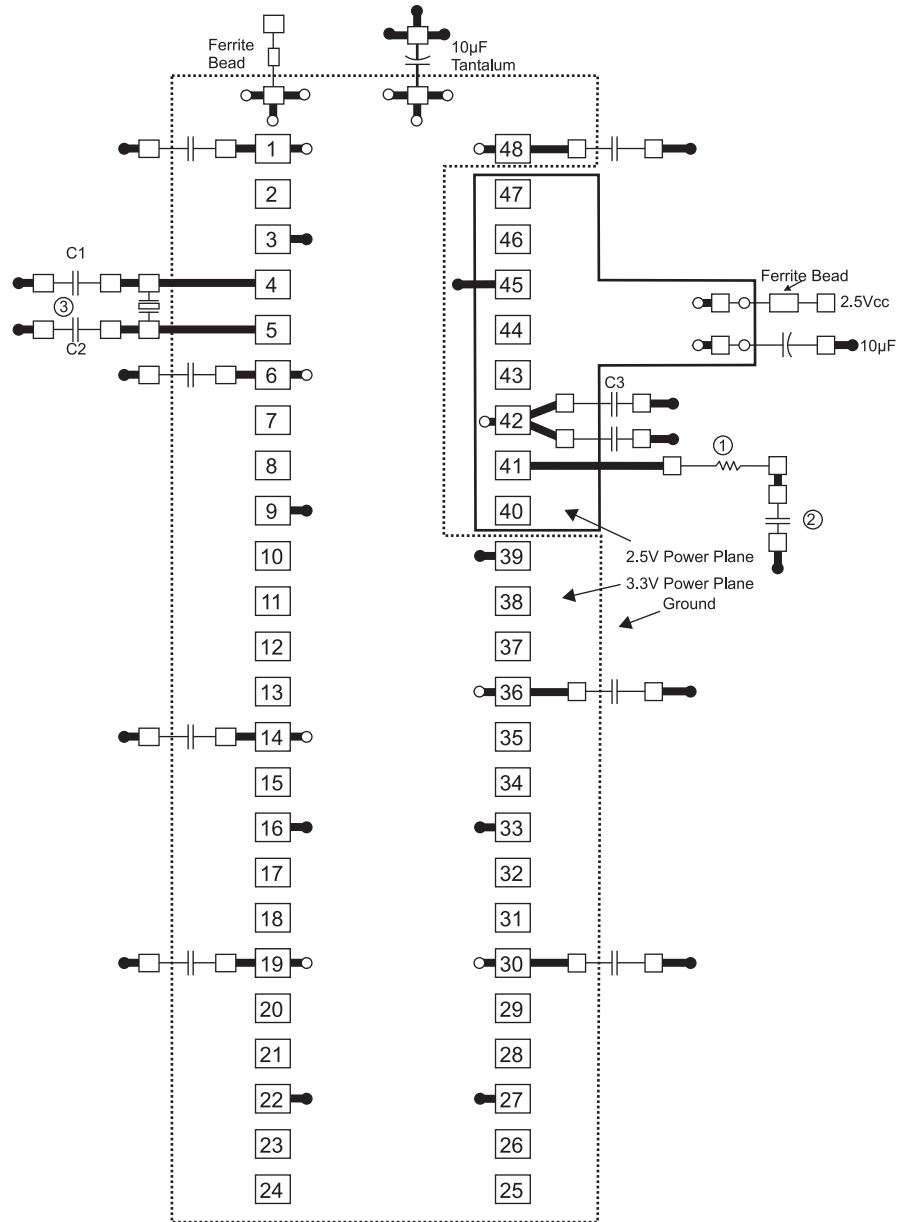 Ferrite
Bead
10µF
Tantalum
1 48
2 47
3 46
C1
4 45
Ferrite Bead
2.5Vcc
3
5 44
C2
10µF
6 43
C3
7 42
8 41
1
9 40
2
10 39
2.5V Power Plane
3.3V Power Plane
Ground
11 38
12 37
13 36
14 35
15 34
16 33
17 32
18 31
19 30
20 29
21 28
22 27
23 26
24 25